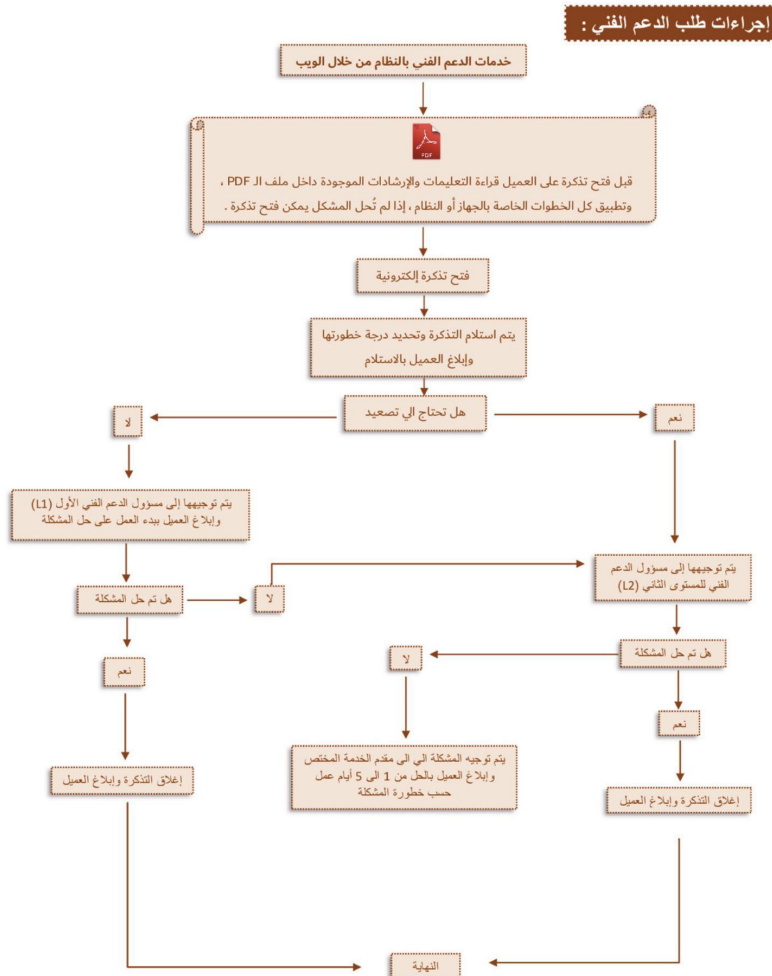 إجراءات طلب الدعم الفني :
خدمات الدعم الفني بالنظام من خلال الويب
PDF
قبل فتح تذكرة على العميل قراءة التعليمات والإرشادات الموجودة داخل ملف الـ PDF ،
وتطبيق كل الخطوات الخاصة بالجهاز أو النظام ، إذا لم تُحل المشكل يمكن فتح تذكرة .
فتح تذكرة إلكترونية
يتم استلام التذكرة وتحديد درجة خطورتها
وإبلاغ العميل بالاستلام
هل تحتاج الي تصعيد
نعم
لا
يتم توجيهها إلى مسؤول الدعم الفني الأول (L1)
وإبلاغ العميل ببدء العمل على حل المشكلة
يتم توجيهها إلى مسؤول الدعم
الفني للمستوى الثاني (L2)
هل تم حل المشكلة
لا
هل تم حل المشكلة
لا
نعم
نعم
يتم توجيه المشكلة الي الى مقدم الخدمة المختص
وإبلاغ العميل بالحل من 1 الى 5 أيام عمل
حسب خطورة المشكلة
إغلاق التذكرة وإبلاغ العميل
إغلاق التذكرة وإبلاغ العميل
النهاية